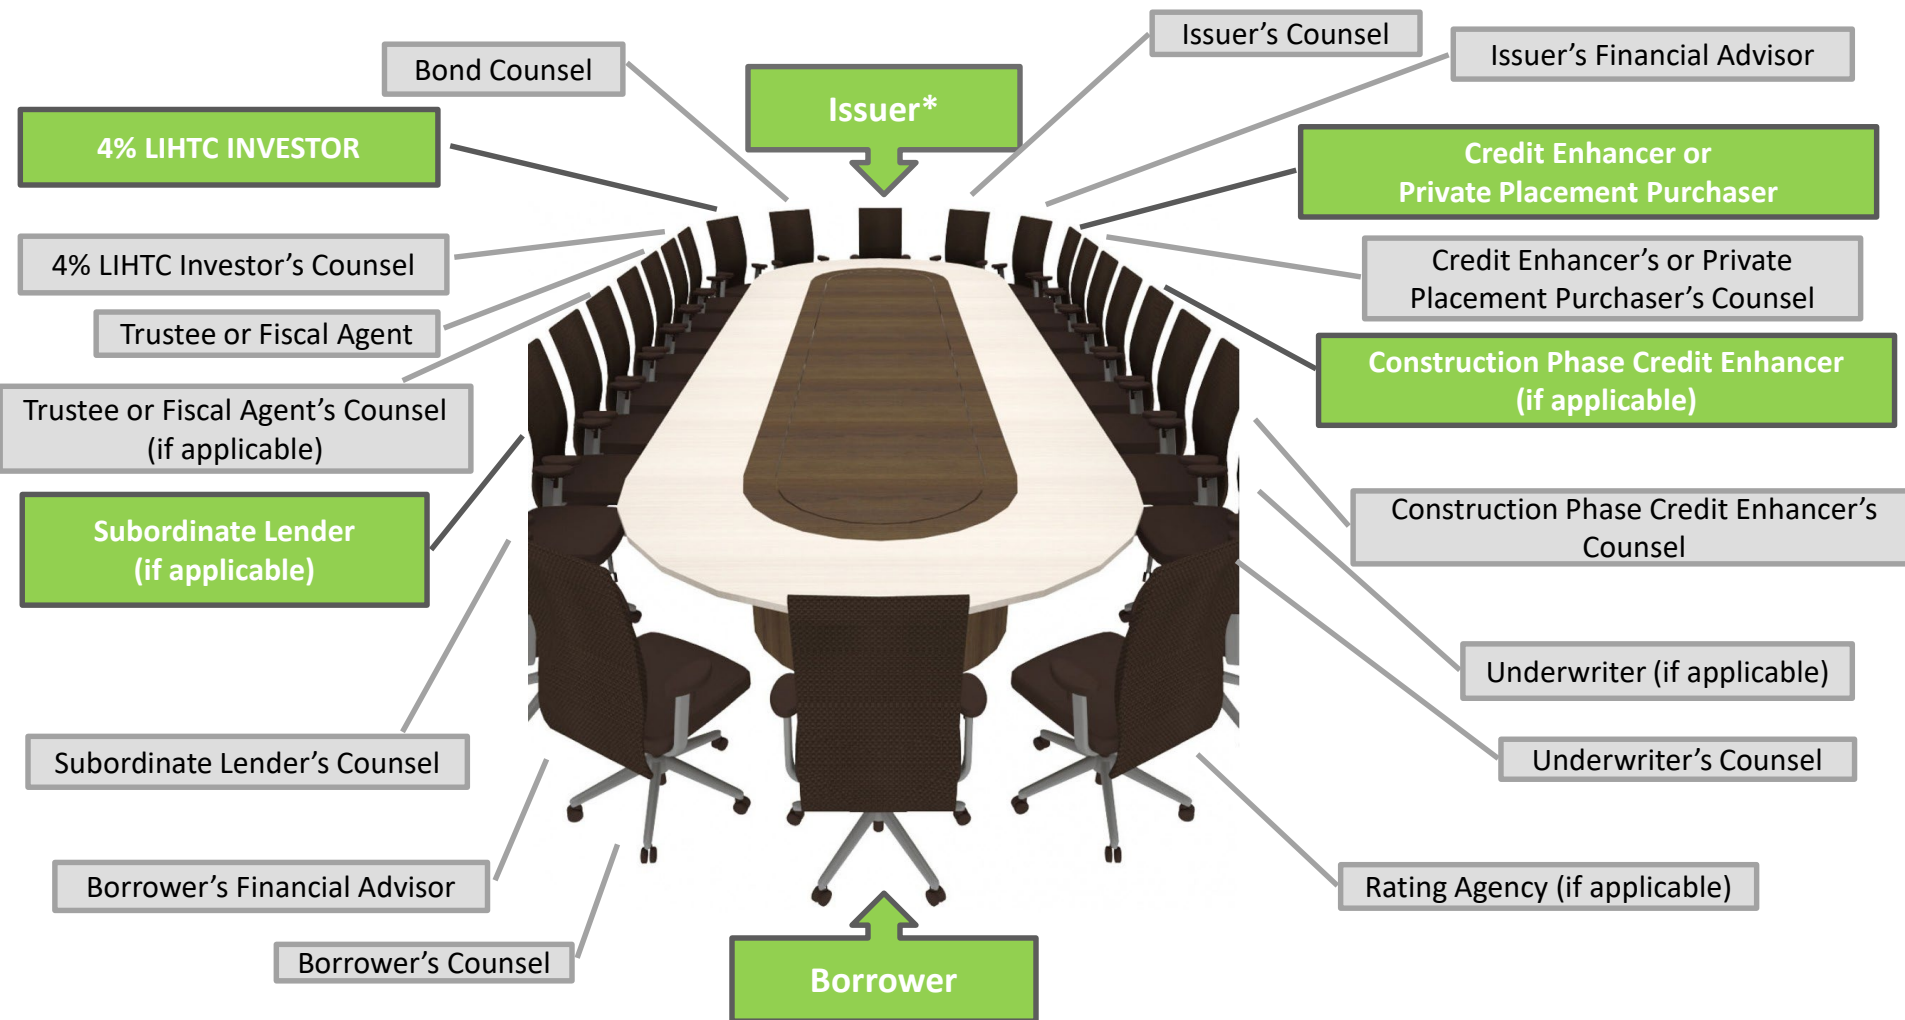 Issuer's Counsel
Issuer’s Financial Advisor
Bond Counsel
Issuer*
4% LIHTC INVESTOR
Credit Enhancer or
Private Placement Purchaser
4% LIHTC Investor’s Counsel
Credit Enhancer’s or Private
Placement Purchaser’s Counsel
Trustee or Fiscal Agent
Construction Phase Credit Enhancer
(if applicable)
Trustee or Fiscal Agent’s Counsel
(if applicable)
Subordinate Lender
(if applicable)
Construction Phase Credit Enhancer’s
Counsel
Underwriter (if applicable)
Subordinate Lender’s Counsel
Underwriter’s Counsel
Borrower’s Financial Advisor
Rating Agency (if applicable)
Borrower’s Counsel
Borrower